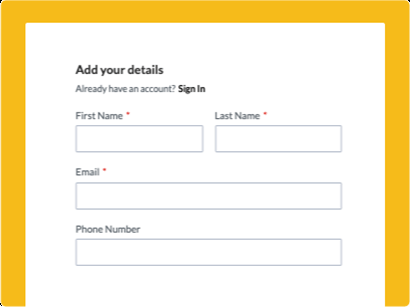 Add your details
Already have an account? Sign In
First Name * Last Name *
Email *
Phone Number